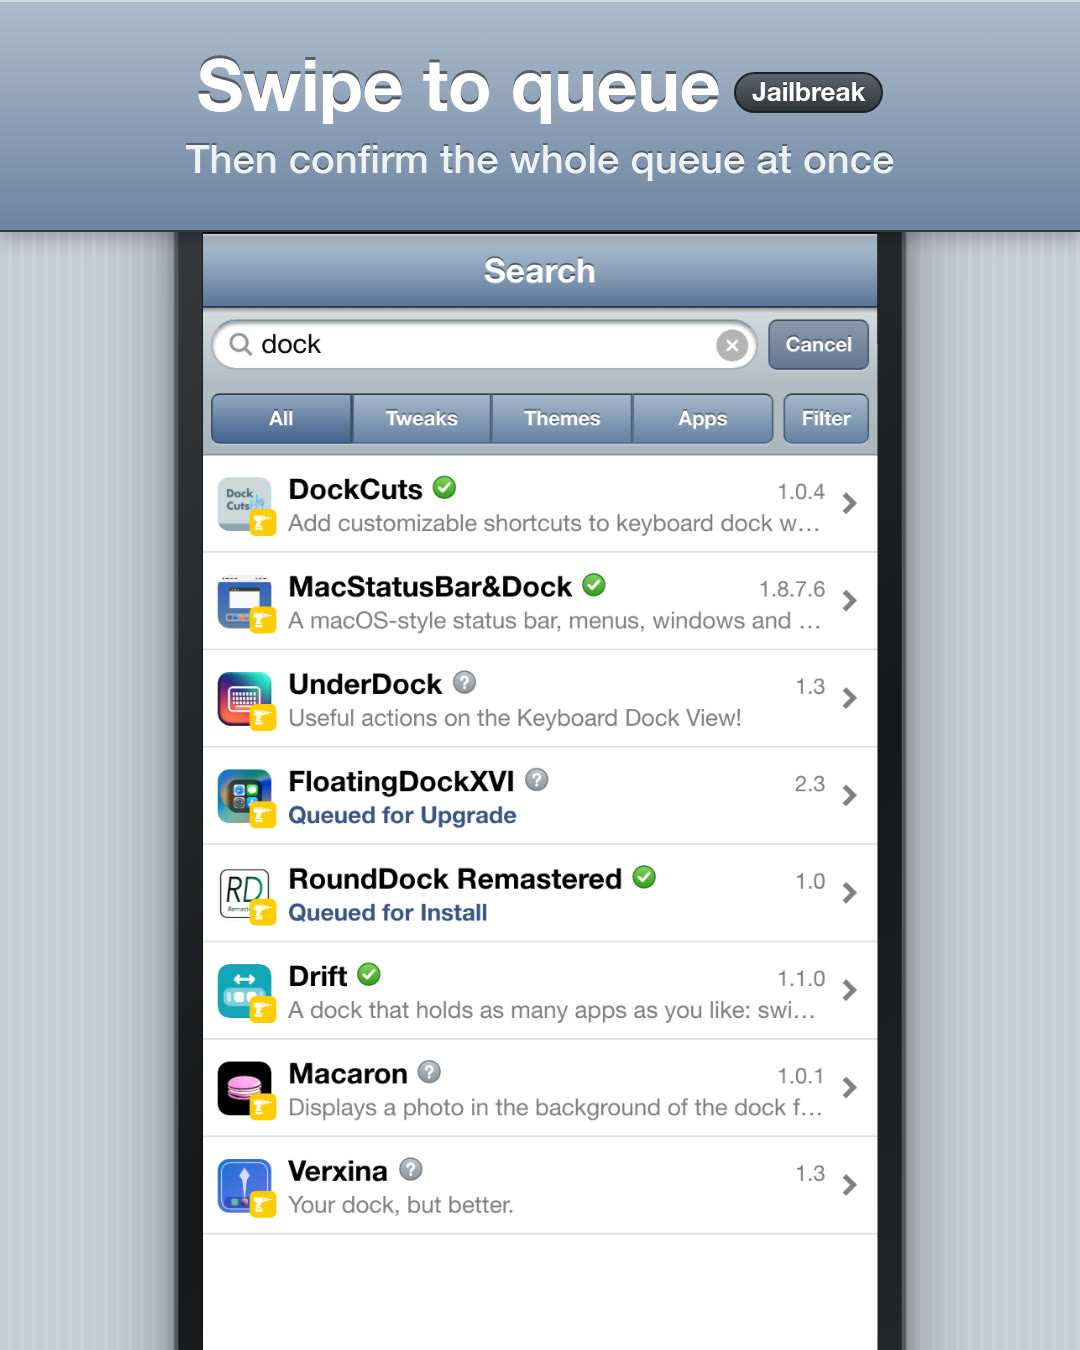 Swipe to queue Jailbreak
Then confirm the whole queue at once
Search
dock Cancel
All Tweaks Themes Apps Filter
Dock
Cuts
DockCuts 1.0.4
Add customizable shortcuts to keyboard dock w...
MacStatusBar&Dock 1.8.7.6
A macOS-style status bar, menus, windows and ...
UnderDock ? 1.3
Useful actions on the Keyboard Dock View!
FloatingDockXVI ? 2.3
Queued for Upgrade
RD
RoundDock Remastered 1.0
Queued for Install
Drift 1.1.0
A dock that holds as many apps as you like: swi...
Macaron ? 1.0.1
Displays a photo in the background of the dock f...
Verxina ? 1.3
Your dock, but better.